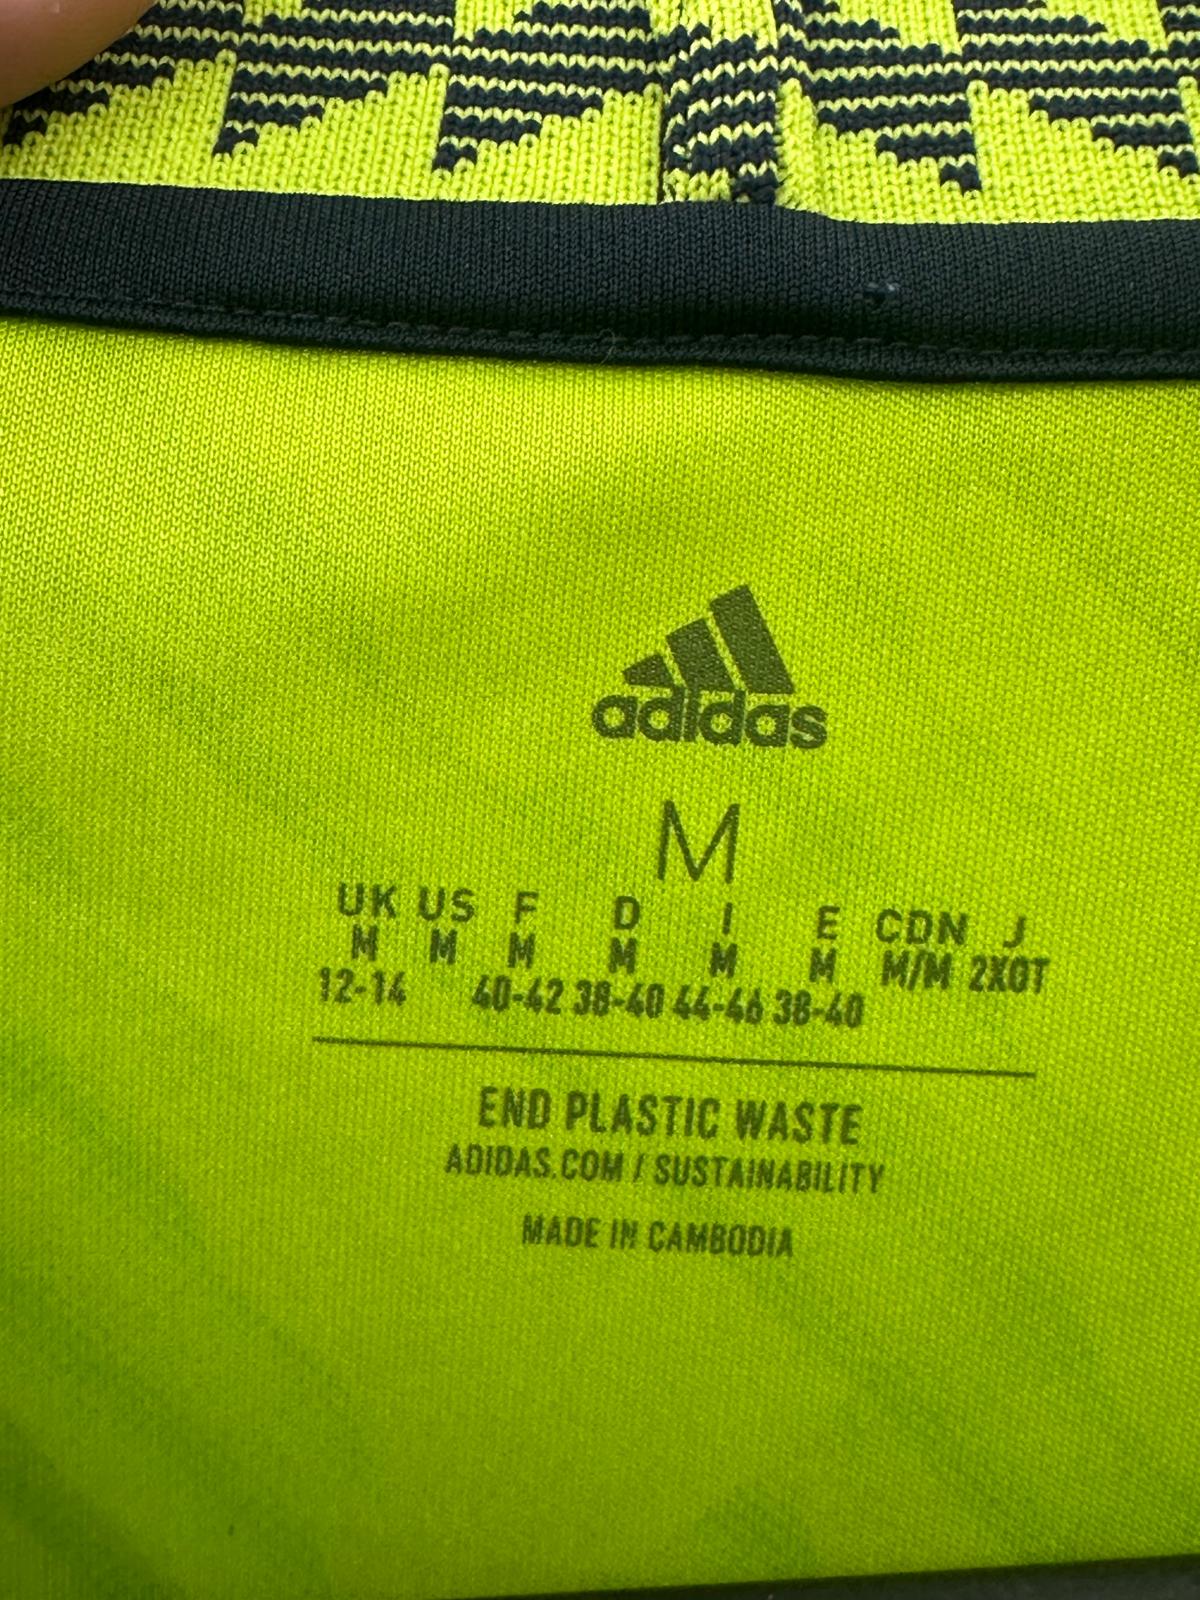 adidas
M
UK US F D I E CDN J
M M M M M M M/M 2XOT
12-14 40-42 38-40 44-46 38-40
END PLASTIC WASTE
ADIDAS.COM / SUSTAINABILITY
MADE IN CAMBODIA